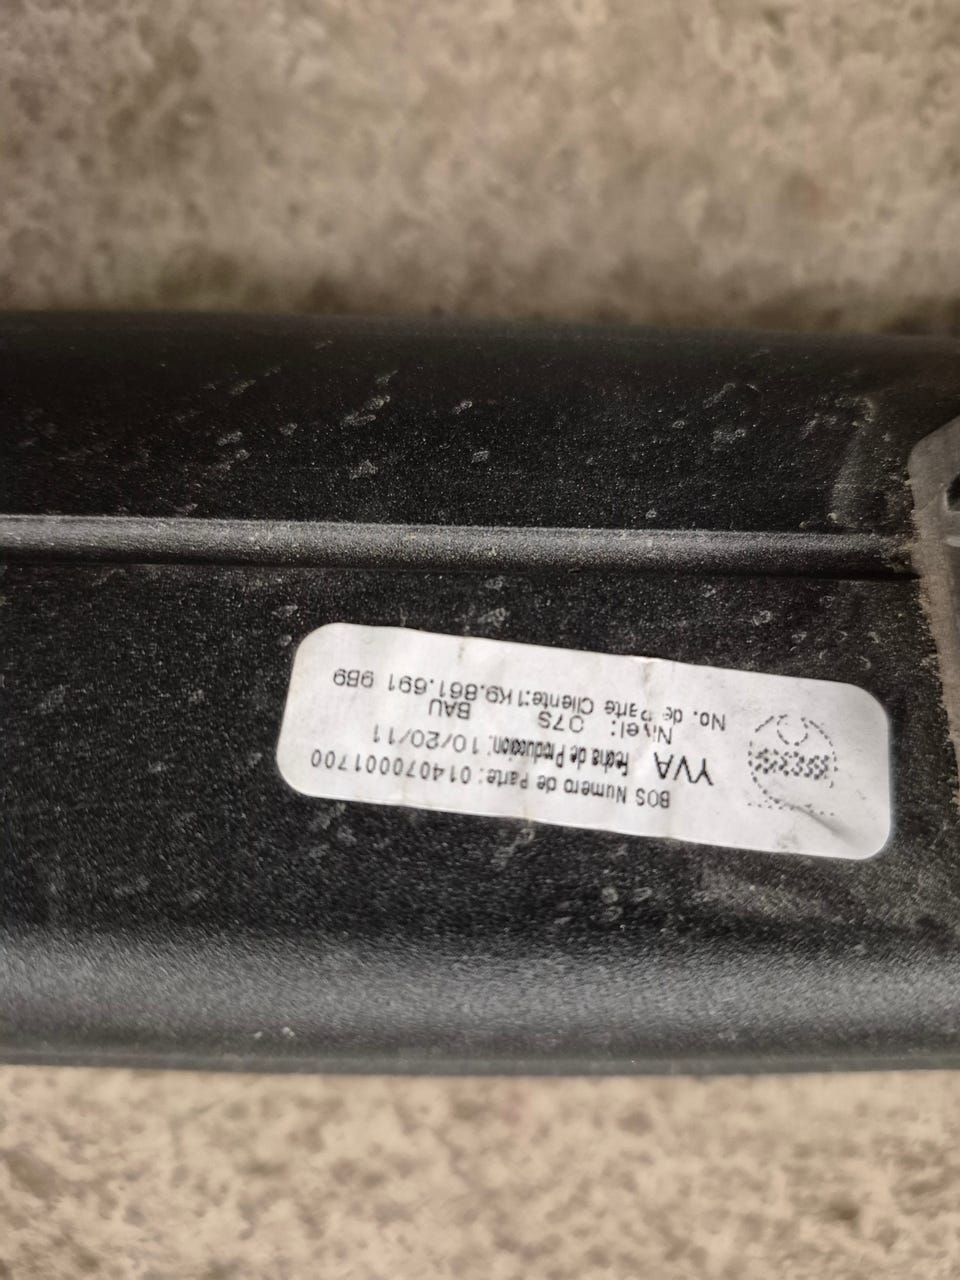 BOS Numero de Parte: 0140700001700
YVA Fecha de Producción: 10/20/11
Nivel: 07S BAU
No. de Parte Cliente:1K9.861.691 9B9